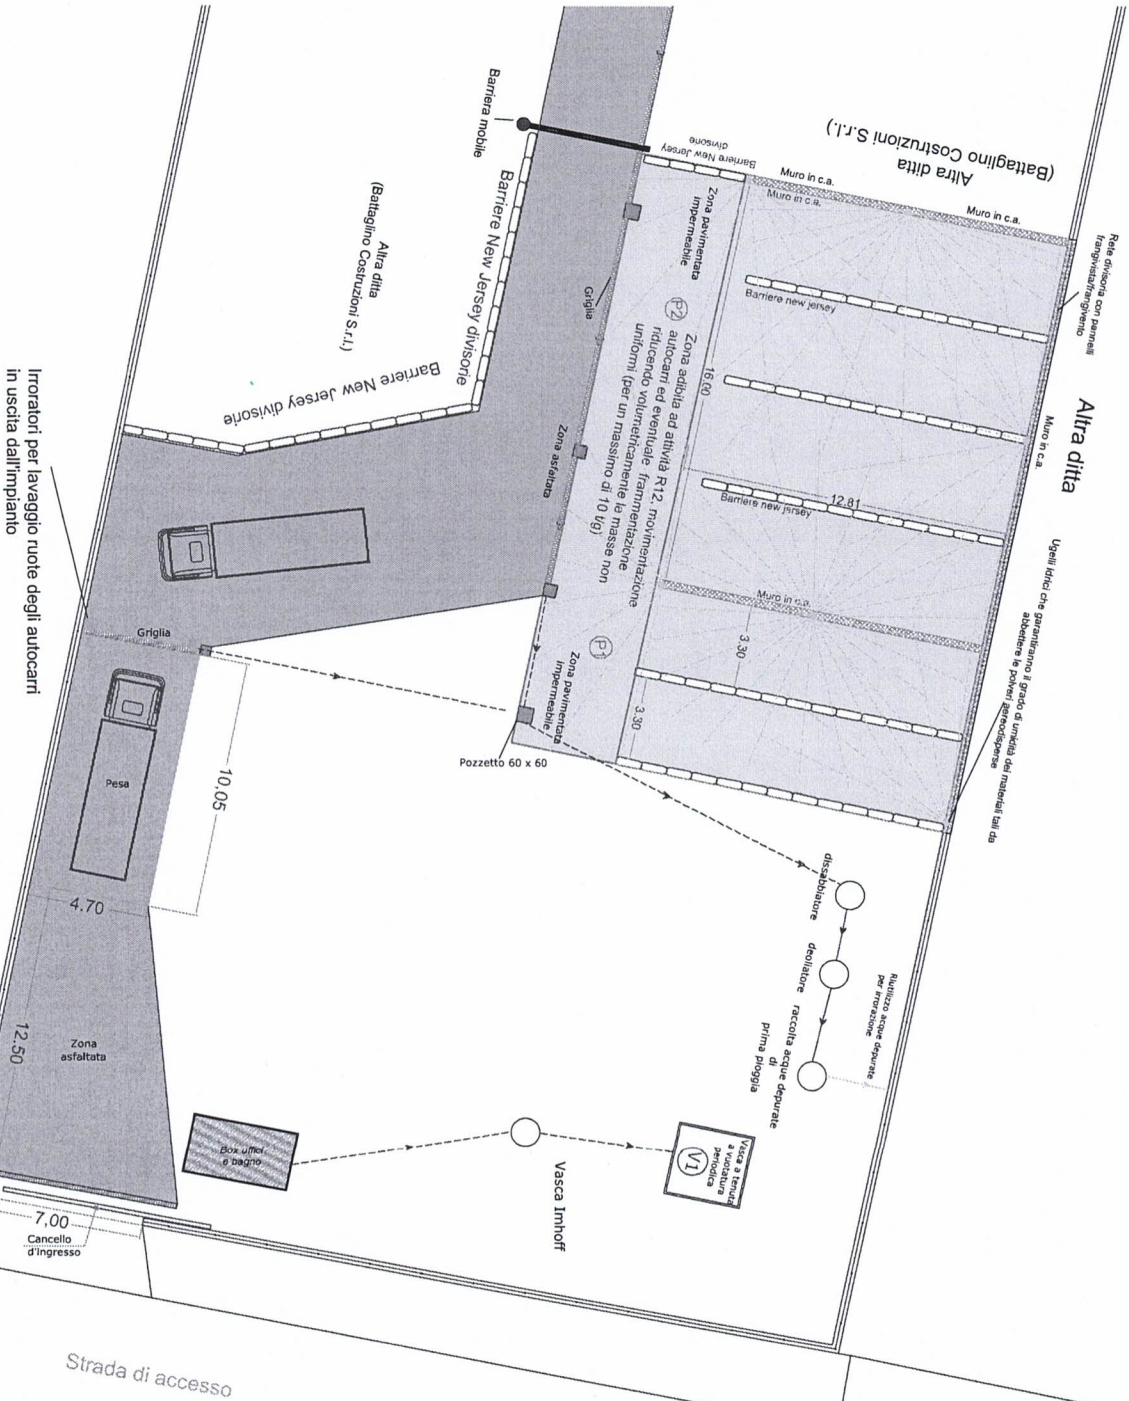 Barriera mobile
Barriere New Jersey
divisorie
Altra ditta
(Battaglino Costruzioni S.r.l.)
Muro in c.a.
Muro in c.a.
Muro in c.a.
Rete divisoria con pannelli
frangivista/frangivento
Barriere New Jersey divisorie
Altra ditta
(Battaglino Costruzioni S.r.l.)
Barriere New Jersey divisorie
Zona pavimentata
impermeabile
Griglia
P2
Zona adibita ad attività R12, movimentazione
autocarri ed eventuale frammentazione
riducendo volumetricamente le masse non
uniformi (per un massimo di 10 t/g)
16.00
Barriere new jersey
Barriere new jersey
12.81
Muro in c.a.
Altra ditta
Ugelli idrici che garantiranno il grado di umidità dei materiali tali da
abbattere le polveri aereodisperse
Zona asfaltata
Muro in c.a.
3.30
3.30
P1
Zona pavimentata
impermeabile
Pozzetto 60 x 60
Irroratori per lavaggio ruote degli autocarri
in uscita dall'impianto
Griglia
Pesa
10.05
4.70
12.50
Zona
asfaltata
dissabbiatore
deoliatore
raccolta acque depurate
di
prima pioggia
Riutilizzo acque depurate
per irrorazione
Box uffici
e bagno
Vasca Imhoff
Vasca a tenuta
a vuotatura
periodica
V1
7,00
Cancello
d'ingresso
Strada di accesso